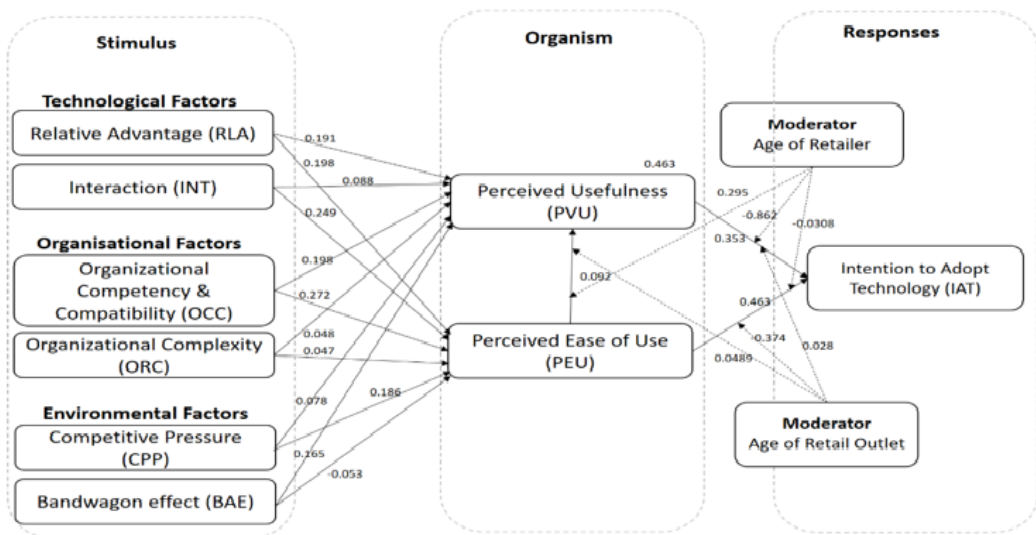 Stimulus
Technological Factors
Relative Advantage (RLA)
Interaction (INT)
Organisational Factors
Organizational
Competency &
Compatibility (OCC)
Organizational Complexity
(ORC)
Environmental Factors
Competitive Pressure
(CPP)
Bandwagon effect (BAE)
0.191
0.198
0.088
0.249
0.198
0.272
0.048
0.047
0.078
0.186
0.165
-0.053
Organism
0.463
Perceived Usefulness
(PVU)
0.092
Perceived Ease of Use
(PEU)
Responses
Moderator
Age of Retailer
0.295
-0.862
-0.0308
0.353
Intention to Adopt
Technology (IAT)
0.463
-0.374
0.028
0.0489
Moderator
Age of Retail Outlet